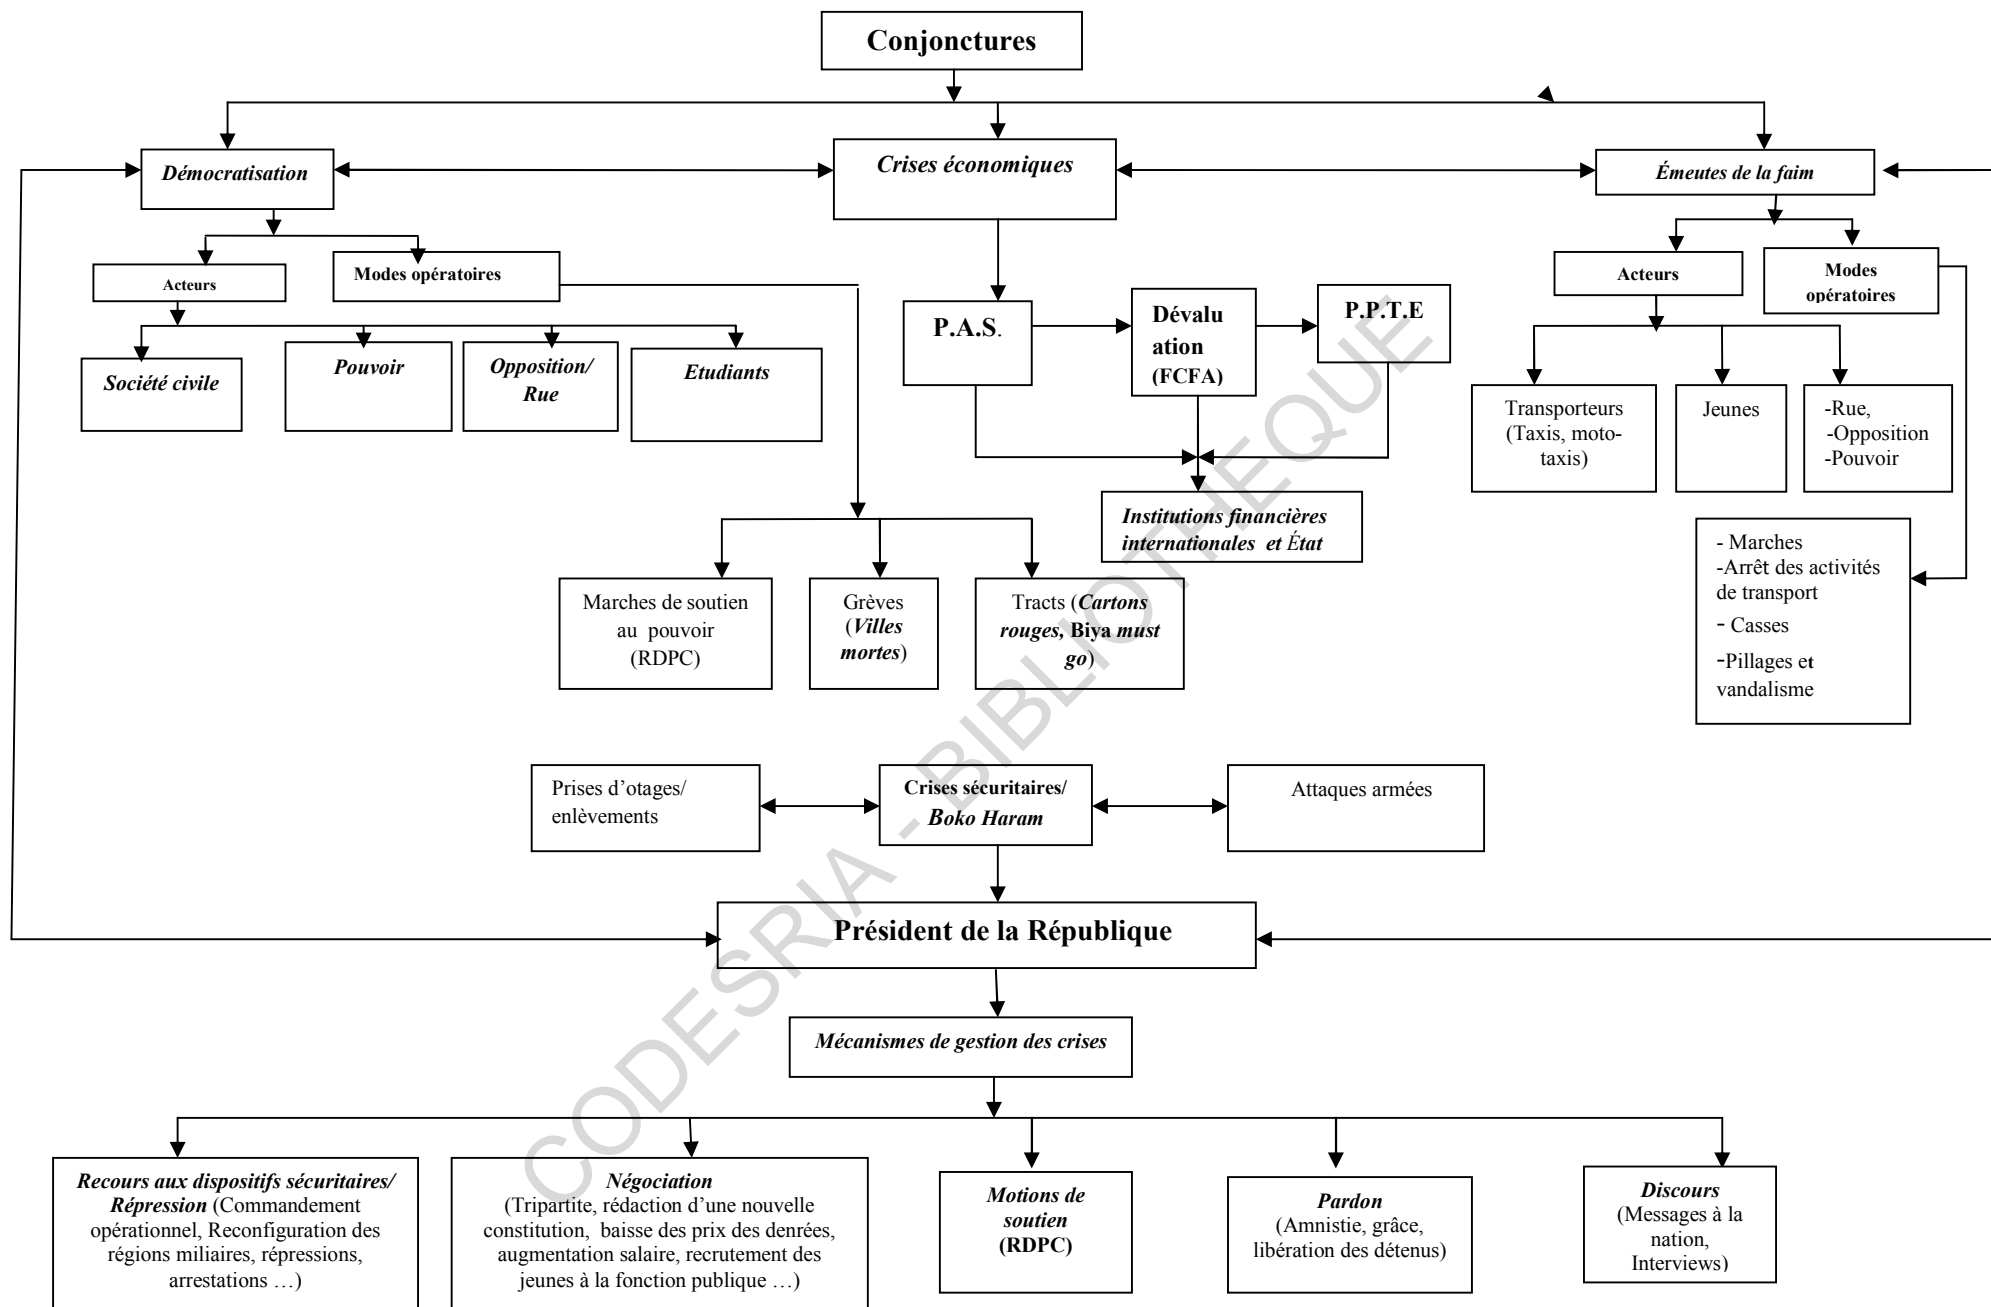 Conjonctures
Démocratisation
Crises économiques
Émeutes de la faim
Acteurs
Modes opératoires
Acteurs
Modes
opératoires
P.A.S.
Dévalu
ation
(FCFA)
P.P.T.E
Société civile
Pouvoir
Opposition/
Rue
Etudiants
Transporteurs
(Taxis, moto-
taxis)
Jeunes
-Rue,
-Opposition
-Pouvoir
Institutions financières
internationales et État
Marches de soutien
au pouvoir
(RDPC)
Grèves
(Villes
mortes)
Tracts (Cartons
rouges, Biya must
go)
- Marches
-Arrêt des activités
de transport
- Casses
-Pillages et
vandalisme
Prises d’otages/
enlèvements
Crises sécuritaires/
Boko Haram
Attaques armées
Président de la République
Mécanismes de gestion des crises
Recours aux dispositifs sécuritaires/
Répression (Commandement
opérationnel, Reconfiguration des
régions miliaires, répressions,
arrestations …)
Négociation
(Tripartite, rédaction d’une nouvelle
constitution, baisse des prix des denrées,
augmentation salaire, recrutement des
jeunes à la fonction publique …)
Motions de
soutien
(RDPC)
Pardon
(Amnistie, grâce,
libération des détenus)
Discours
(Messages à la
nation,
Interviews)
CODESRIA - BIBLIOTHEQUE